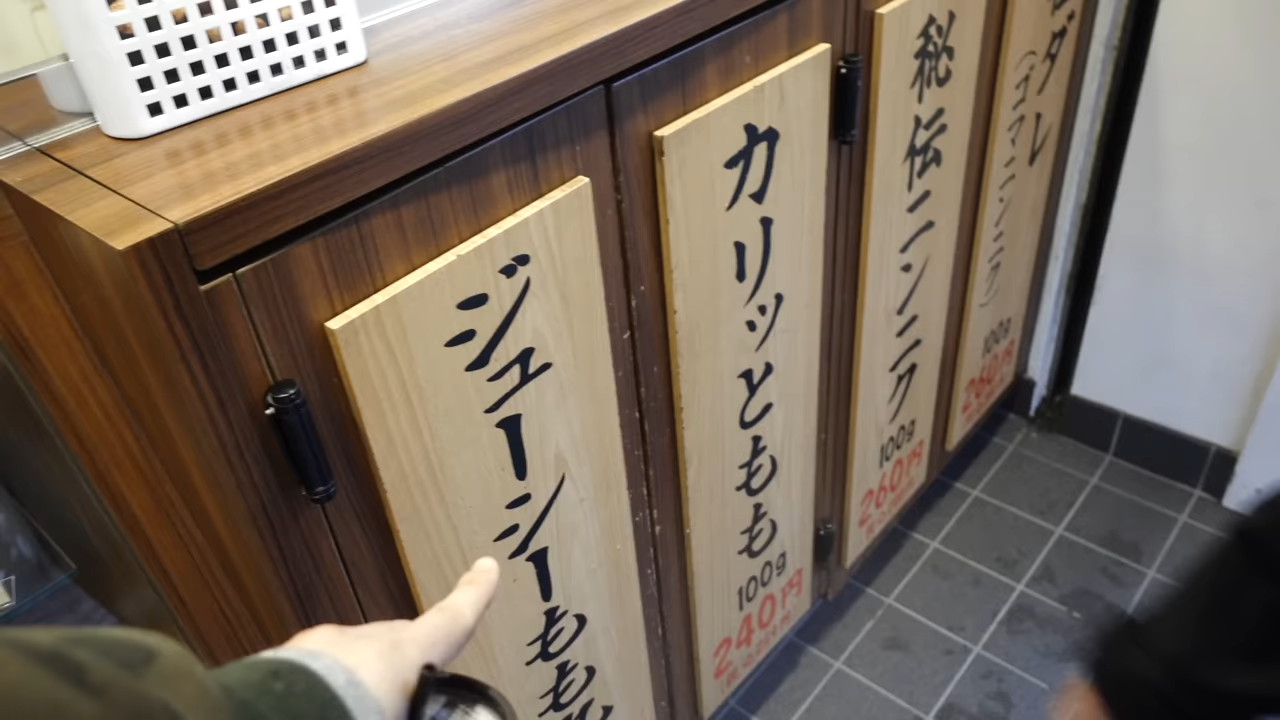 ジューシーもも
カリッともも
100g
240円
秘伝ニンニク
100g
260円
ダレ
(ゴマニンニク)
100g
260円